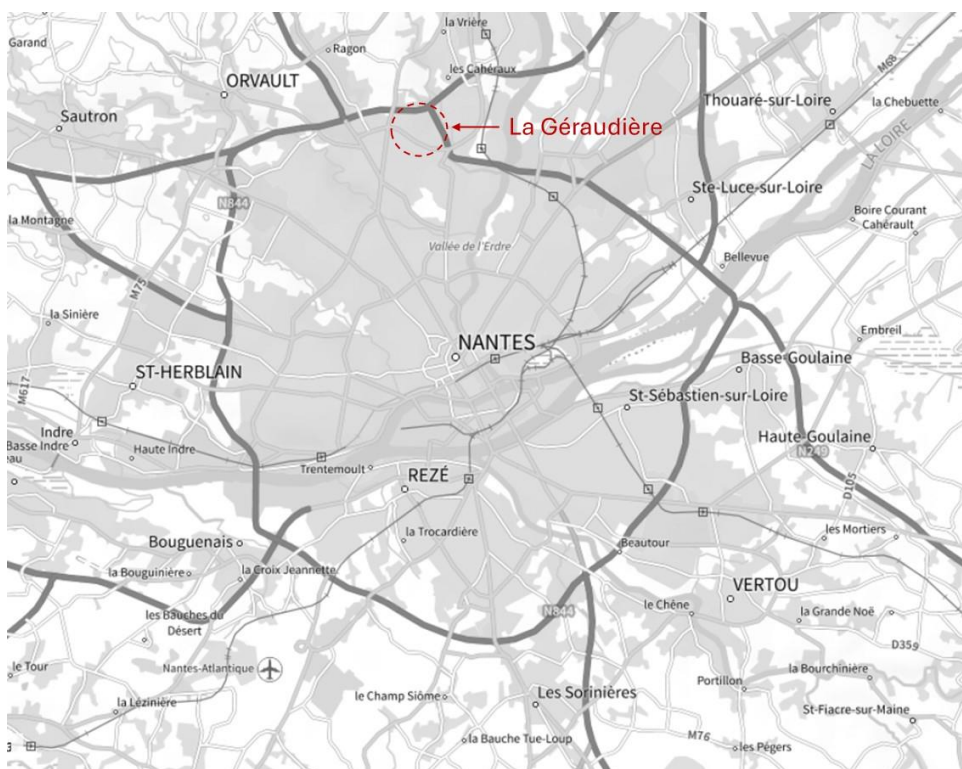 la Vrière
Garand
Ragon
les Cahéraux
M68
ORVAULT
Thouaré-sur-Loire
la Chebuette
Sautron
La Géraudière
LA LOIRE
Ste-Luce-sur-Loire
N844
la Montagne
Boire Courant
Cahérault
Vallée de l'Erdre
Bellevue
M75
la Sinière
Embreil
NANTES
Basse-Goulaine
ST-HERBLAIN
M617
St-Sébastien-sur-Loire
Indre
Basse Indre
Haute Indre
Haute-Goulaine
N249
eau
Trentemoult
REZÉ
D105
la Trocardière
les Mortiers
Bouguenais
Beautour
la Bouguinière
la Croix Jeannette
VERTOU
le Chêne
la Grande Noë
N844
les Bauches du
Désert
D359
le Tour
Nantes-Atlantique
la Bourchinière
Portillon
la Lézinière
le Champ Siôme
Les Sorinières
St-Fiacre-sur-Maine
la Bauche Tue-Loup
M76
les Pégers
3